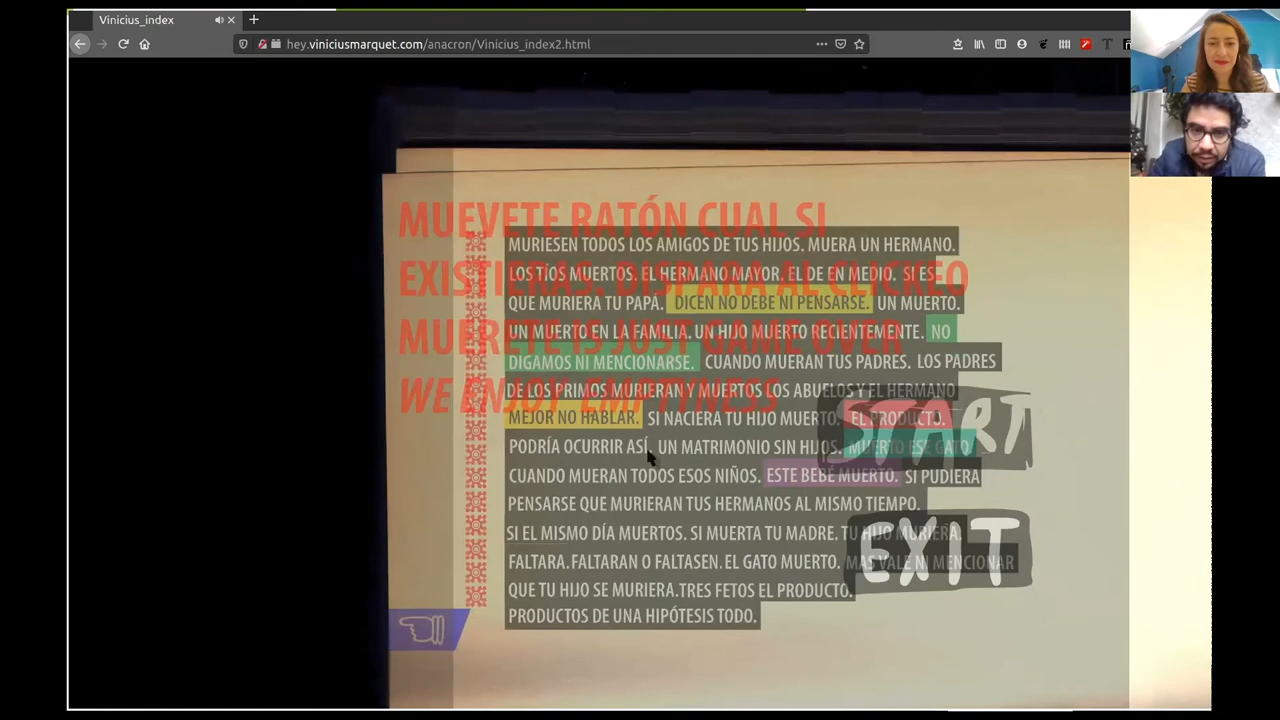 Vinicius_index
hey.viniciusmarquet.com/anacron/Vinicius_index2.html
MUEVETE RATÓN CUAL SI
EXISTIERAS. DISPARA AL CLICKEO
MUERETE IS JUST GAME OVER
WE ENJOY EMPTYNESS
MURIESEN TODOS LOS AMIGOS DE TUS HIJOS. MUERA UN HERMANO.
LOS TÍOS MUERTOS. EL HERMANO MAYOR. EL DE EN MEDIO. SI ES
QUE MURIERA TU PAPÁ. DICEN NO DEBE NI PENSARSE. UN MUERTO.
UN MUERTO EN LA FAMILIA. UN HIJO MUERTO RECIENTEMENTE. NO
DIGAMOS NI MENCIONARSE. CUANDO MUERAN TUS PADRES. LOS PADRES
DE LOS PRIMOS MURIERAN Y MUERTOS LOS ABUELOS Y EL HERMANO
MEJOR NO HABLAR. SI NACIERA TU HIJO MUERTO. EL PRODUCTO.
PODRÍA OCURRIR ASÍ. UN MATRIMONIO SIN HIJOS. MUERTO ESE GATO.
CUANDO MUERAN TODOS ESOS NIÑOS. ESTE BEBÉ MUERTO. SI PUDIERA
PENSARSE QUE MURIERAN TUS HERMANOS AL MISMO TIEMPO.
SI EL MISMO DÍA MUERTOS. SI MUERTA TU MADRE. TU HIJO MURIERA.
FALTARA. FALTARAN O FALTASEN. EL GATO MUERTO. MAS VALE NI MENCIONAR
QUE TU HIJO SE MURIERA. TRES FETOS EL PRODUCTO.
PRODUCTOS DE UNA HIPÓTESIS TODO.
START
EXIT